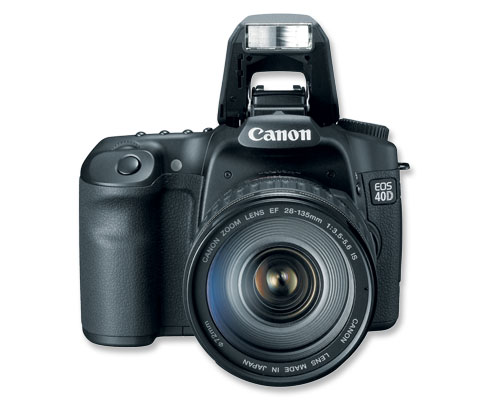 Canon
EOS
40D
CANON ZOOM LENS EF 28-135mm 1:3.5-5.6 IS
CANON LENS MADE IN JAPAN
Φ72mm